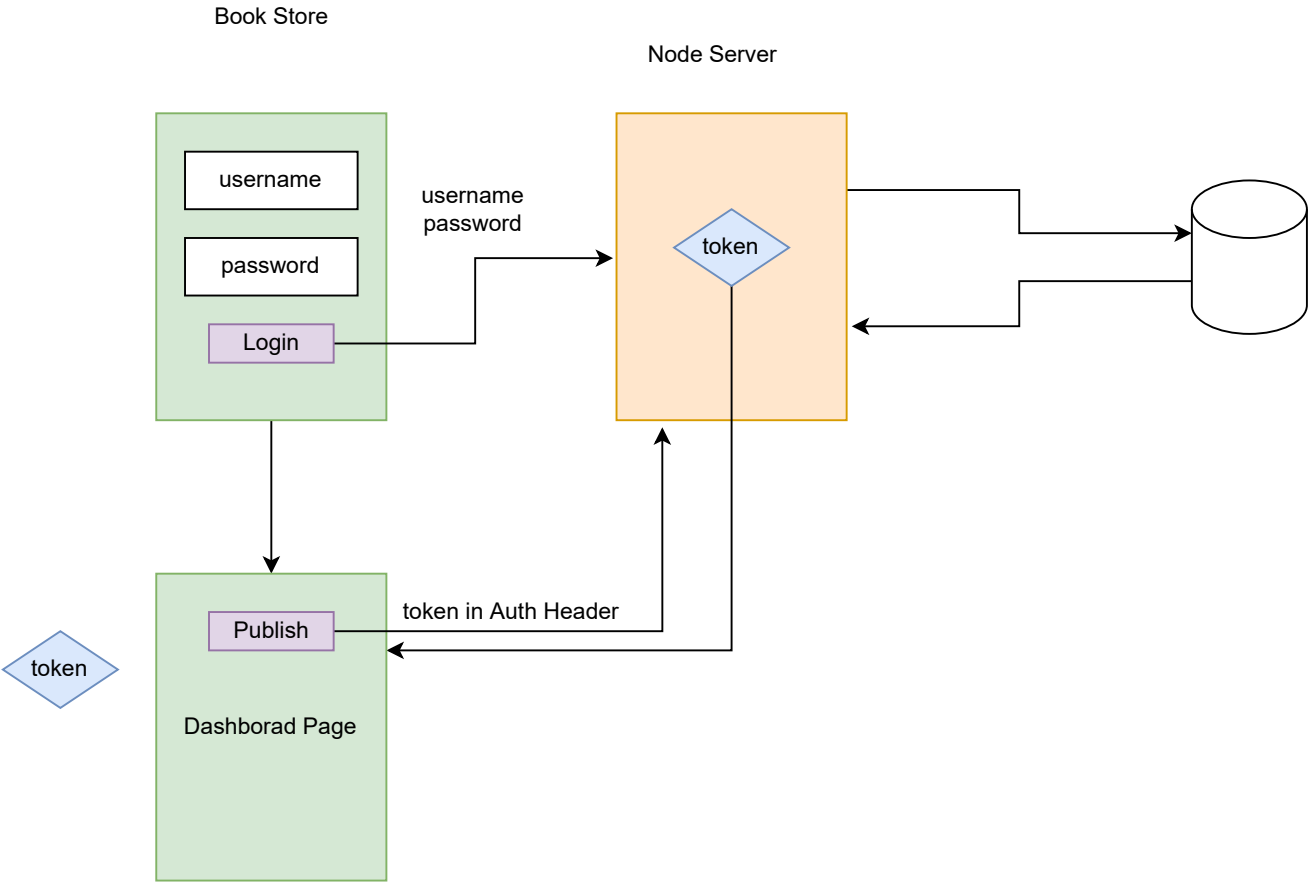 Book Store
Node Server
username
password
Login
username
password
token
Publish
token in Auth Header
token
Dashborad Page